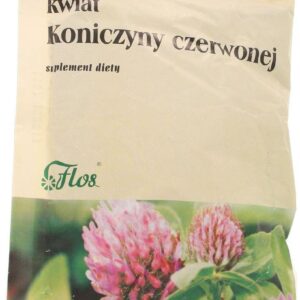 kwiat
Koniczyny czerwonej
suplement diety
Flos®